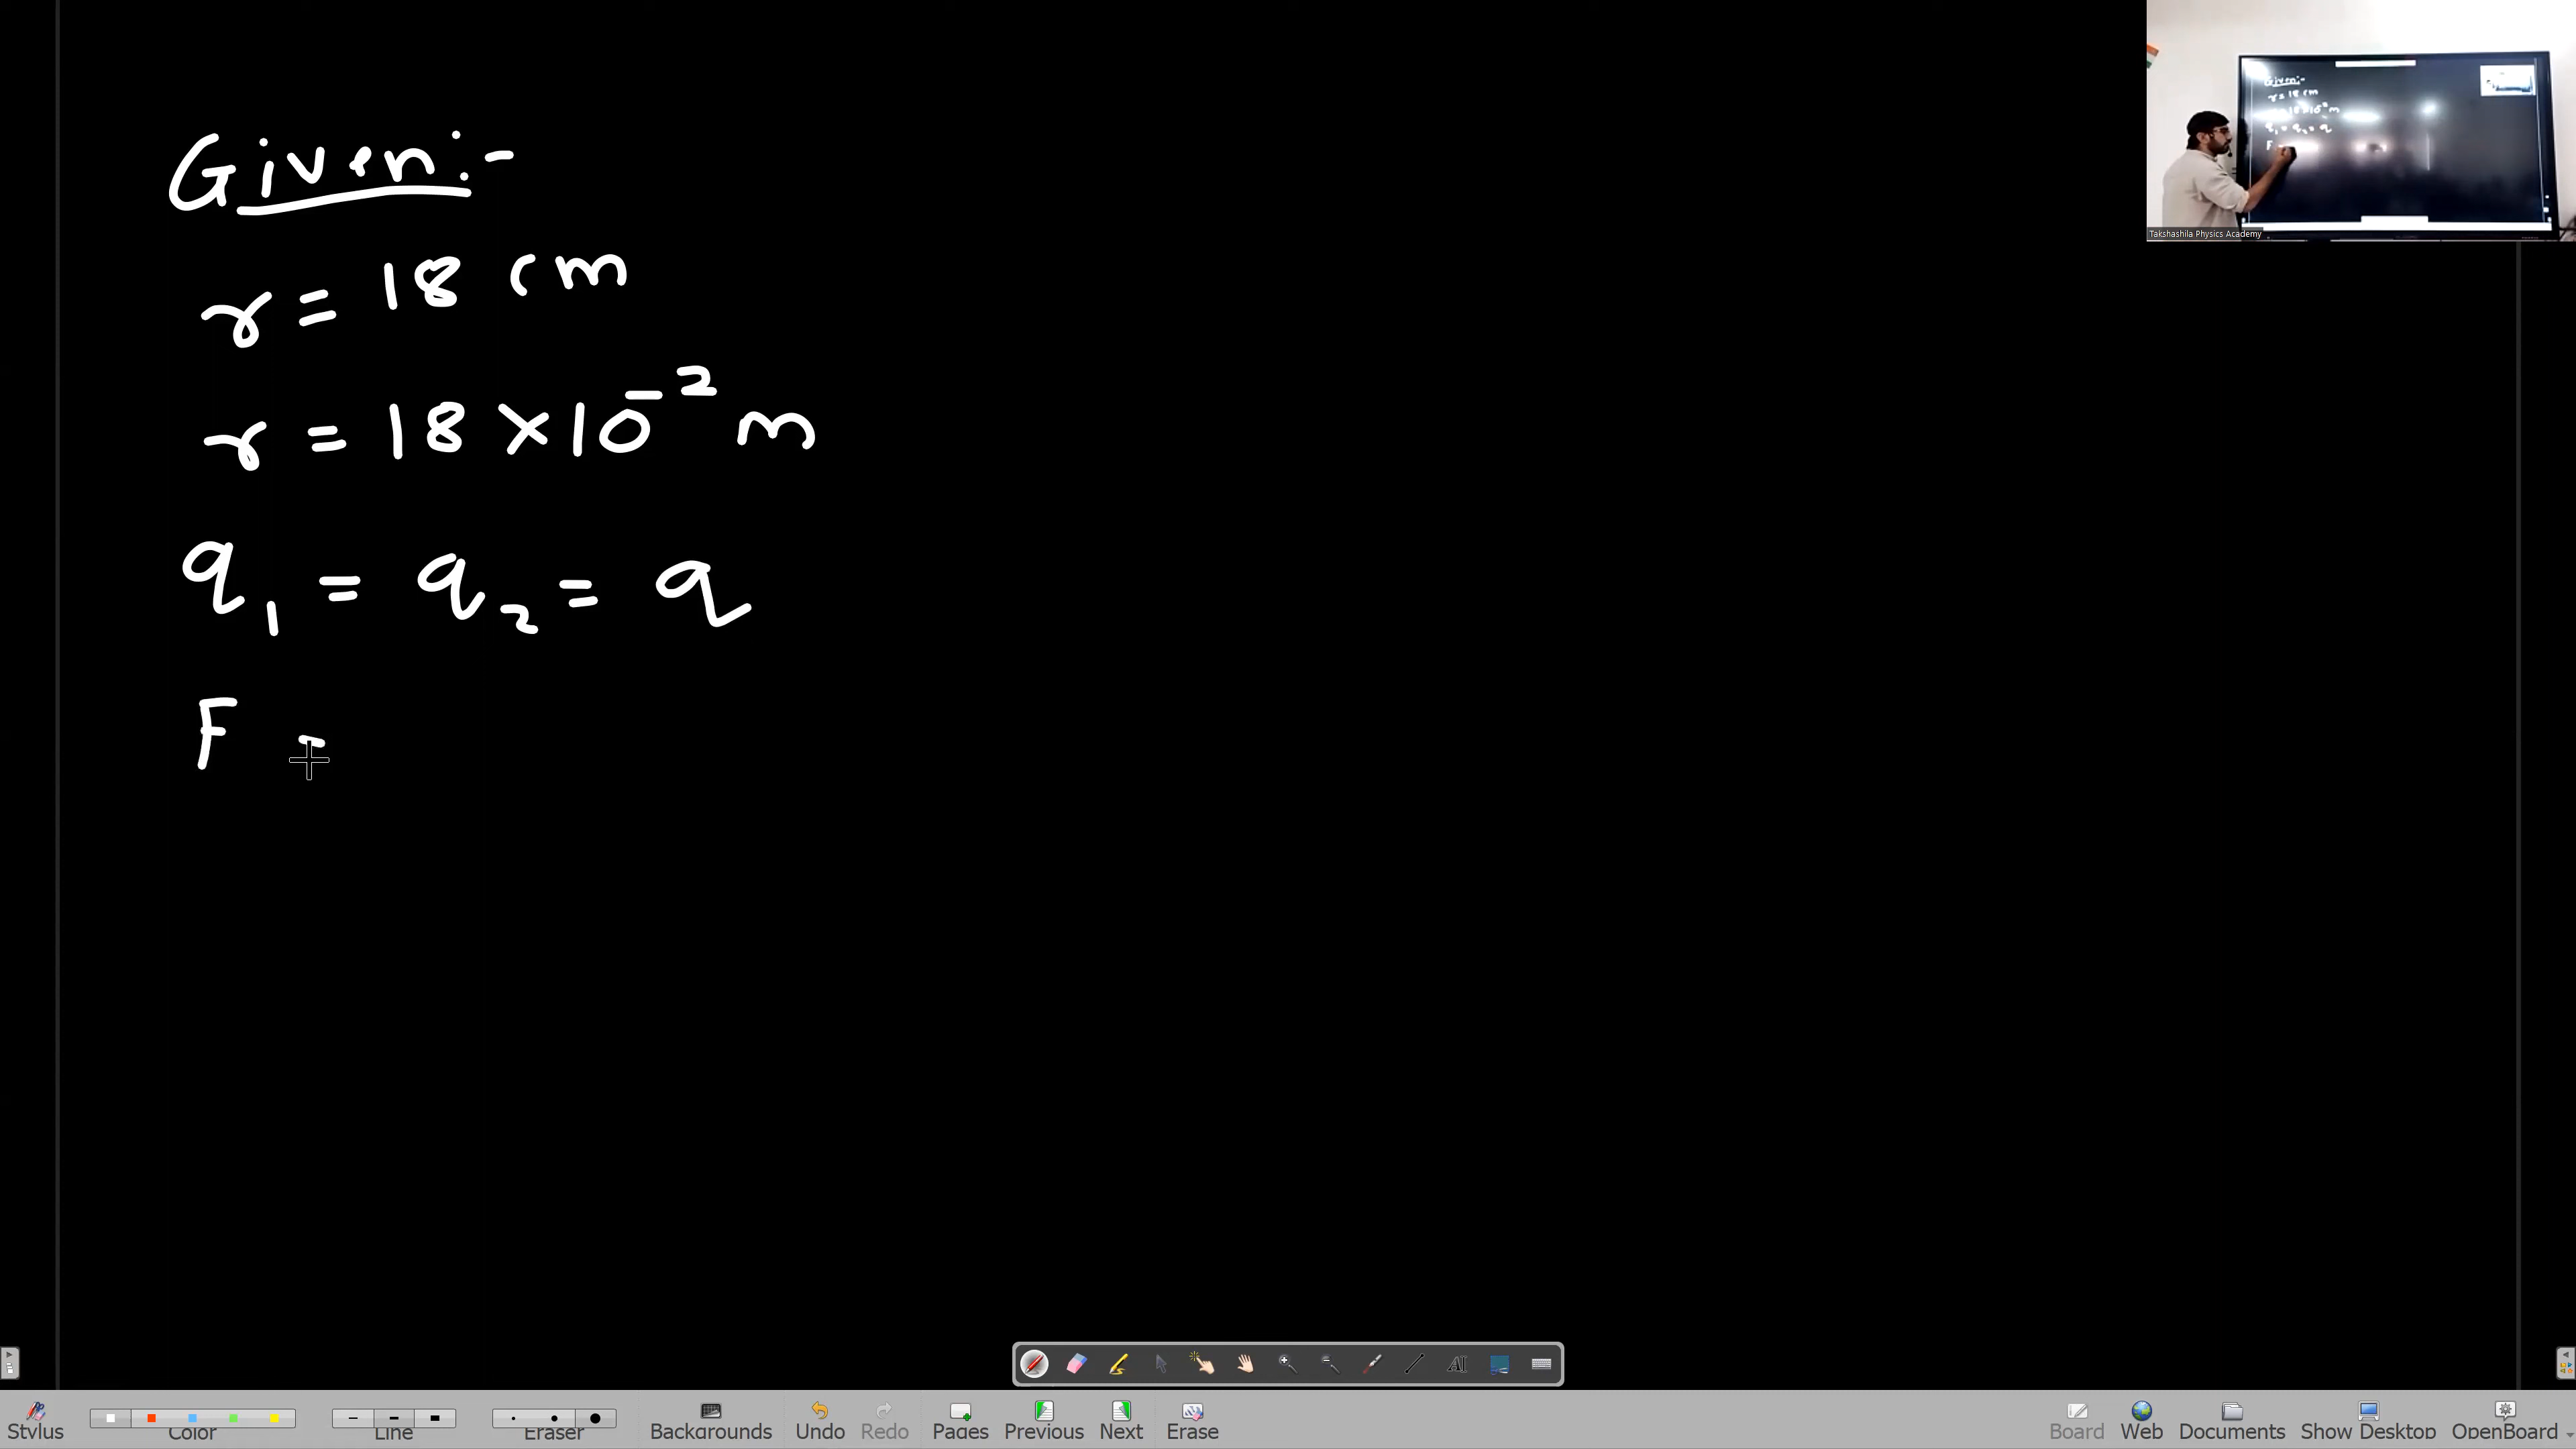 Given:-
r = 18 cm
r = 18 × 10⁻² m
q₁ = q₂ = q
F -
Takshashila Physics Academy
Stylus Color Line Eraser Backgrounds Undo Redo Pages Previous Next Erase Board Web Documents Show Desktop OpenBoard